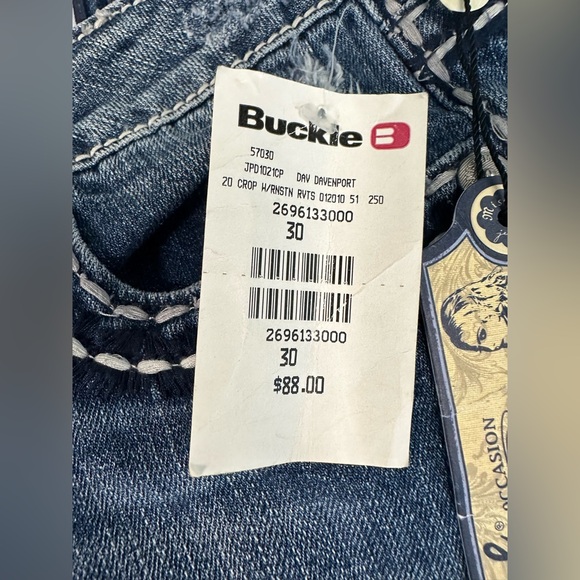 Buckle B
57030
JPD1021CP DAV DAVENPORT
20 CROP W/RNSTN RVTS 012010 51 250
2696133000
30
2696133000
30
$88.00
OCCASION